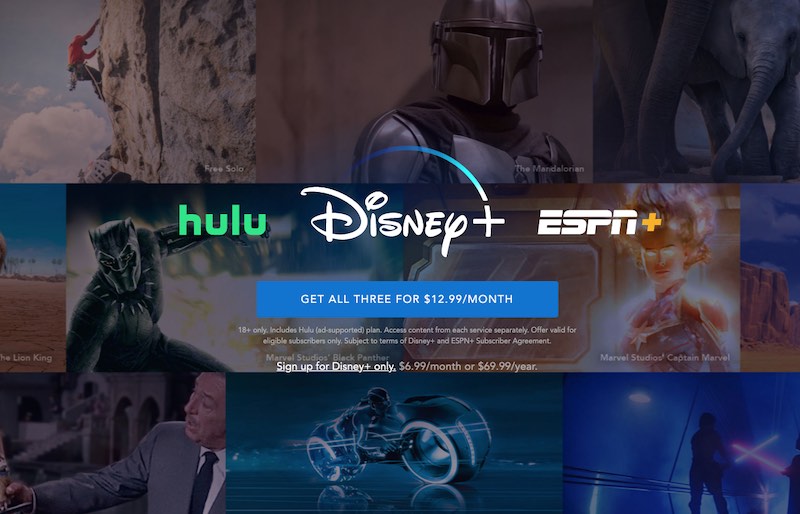 Free Solo
The Mandalorian
hulu
Disney+
ESPN+
GET ALL THREE FOR $12.99/MONTH
18+ only. Includes Hulu (ad-supported) plan. Access content from each service separately. Offer valid for
eligible subscribers only. Subject to terms of Disney+ and ESPN+ Subscriber Agreement.
The Lion King
Marvel Studios' Black Panther
Marvel Studios' Captain Marvel
Sign up for Disney+ only. $6.99/month or $69.99/year.